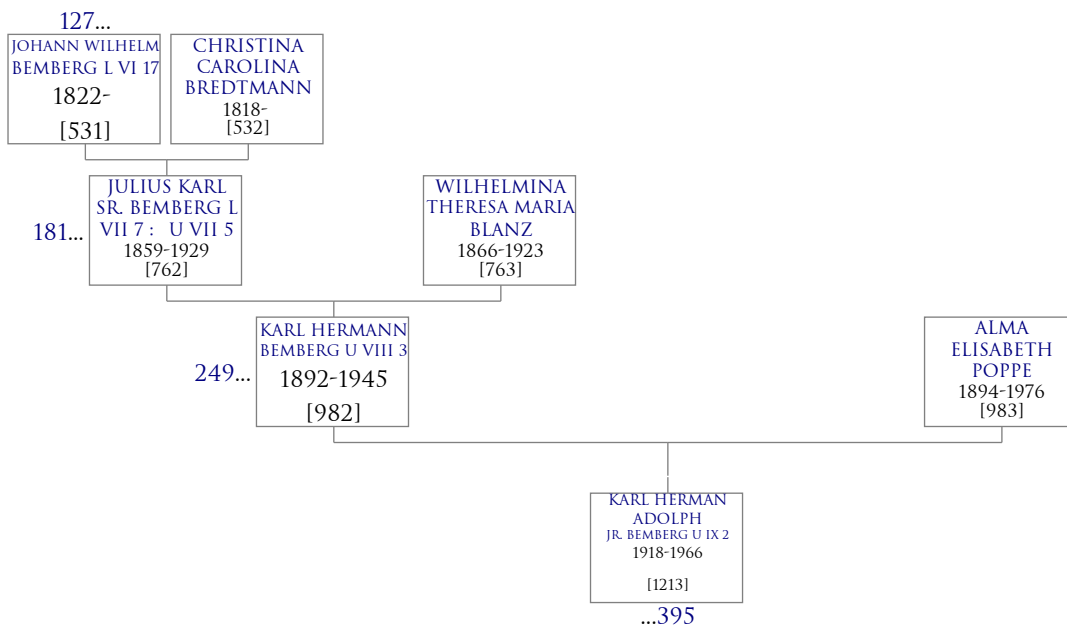 127...
JOHANN WILHELM
BEMBERG L VI 17
1822-
[531]
CHRISTINA
CAROLINA
BREDTMANN
1818-
[532]
181...
JULIUS KARL
SR. BEMBERG L
VII 7 : U VII 5
1859-1929
[762]
WILHELMINA
THERESA MARIA
BLANZ
1866-1923
[763]
249...
KARL HERMANN
BEMBERG U VIII 3
1892-1945
[982]
ALMA
ELISABETH
POPPE
1894-1976
[983]
KARL HERMAN
ADOLPH
JR. BEMBERG U IX 2
1918-1966
[1213]
...395